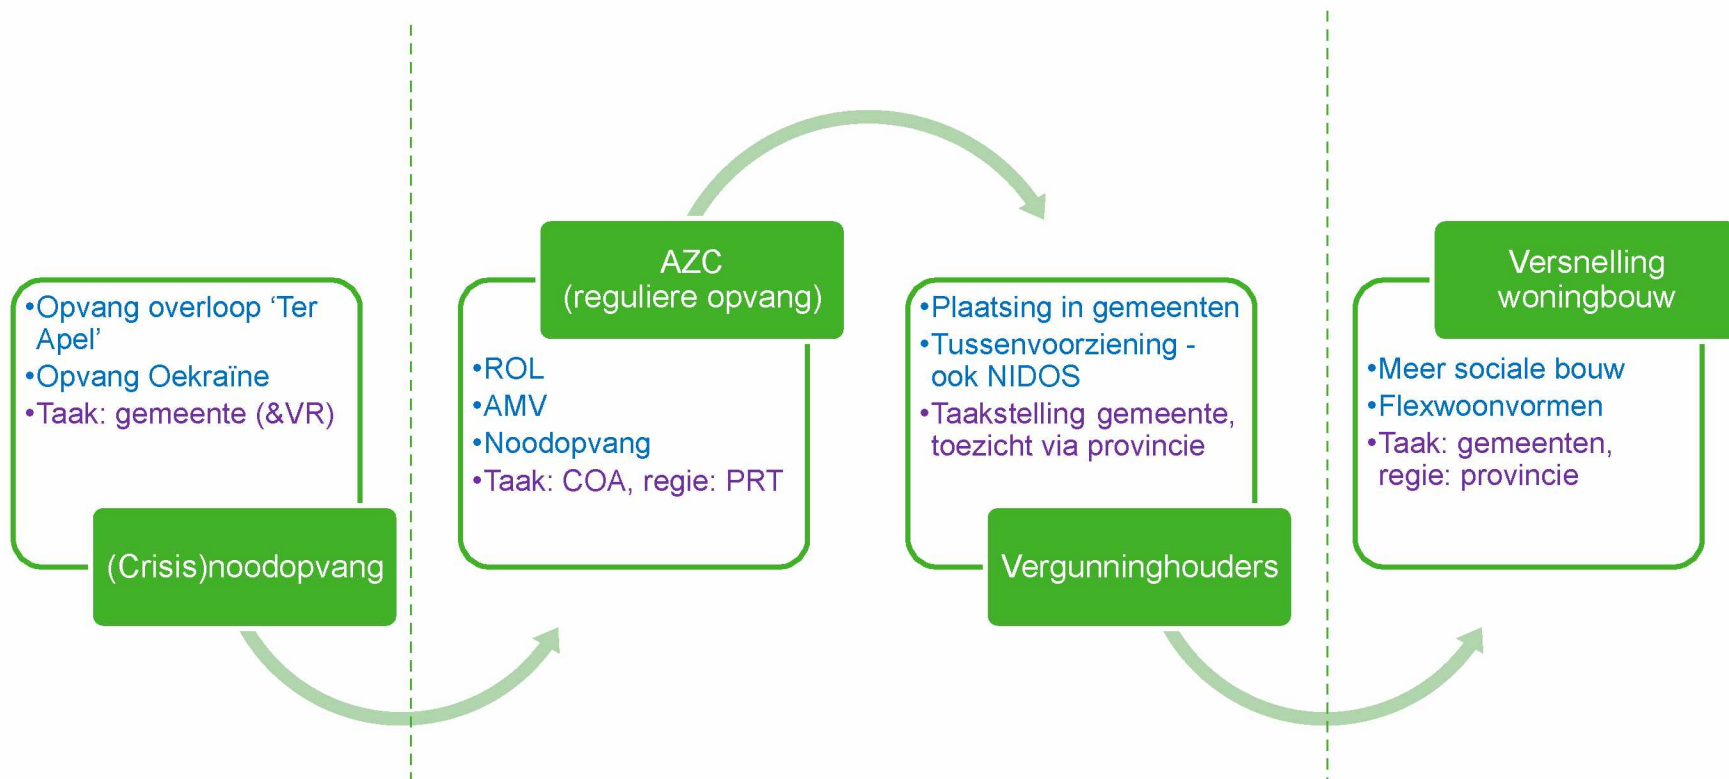 •Opvang overloop ‘Ter
Apel’
•Opvang Oekraïne
•Taak: gemeente (&VR)
(Crisis)noodopvang
AZC
(reguliere opvang)
•ROL
•AMV
•Noodopvang
•Taak: COA, regie: PRT
•Plaatsing in gemeenten
•Tussenvoorziening -
ook NIDOS
•Taakstelling gemeente,
toezicht via provincie
Vergunninghouders
Versnelling
woningbouw
•Meer sociale bouw
•Flexwoonvormen
•Taak: gemeenten,
regie: provincie